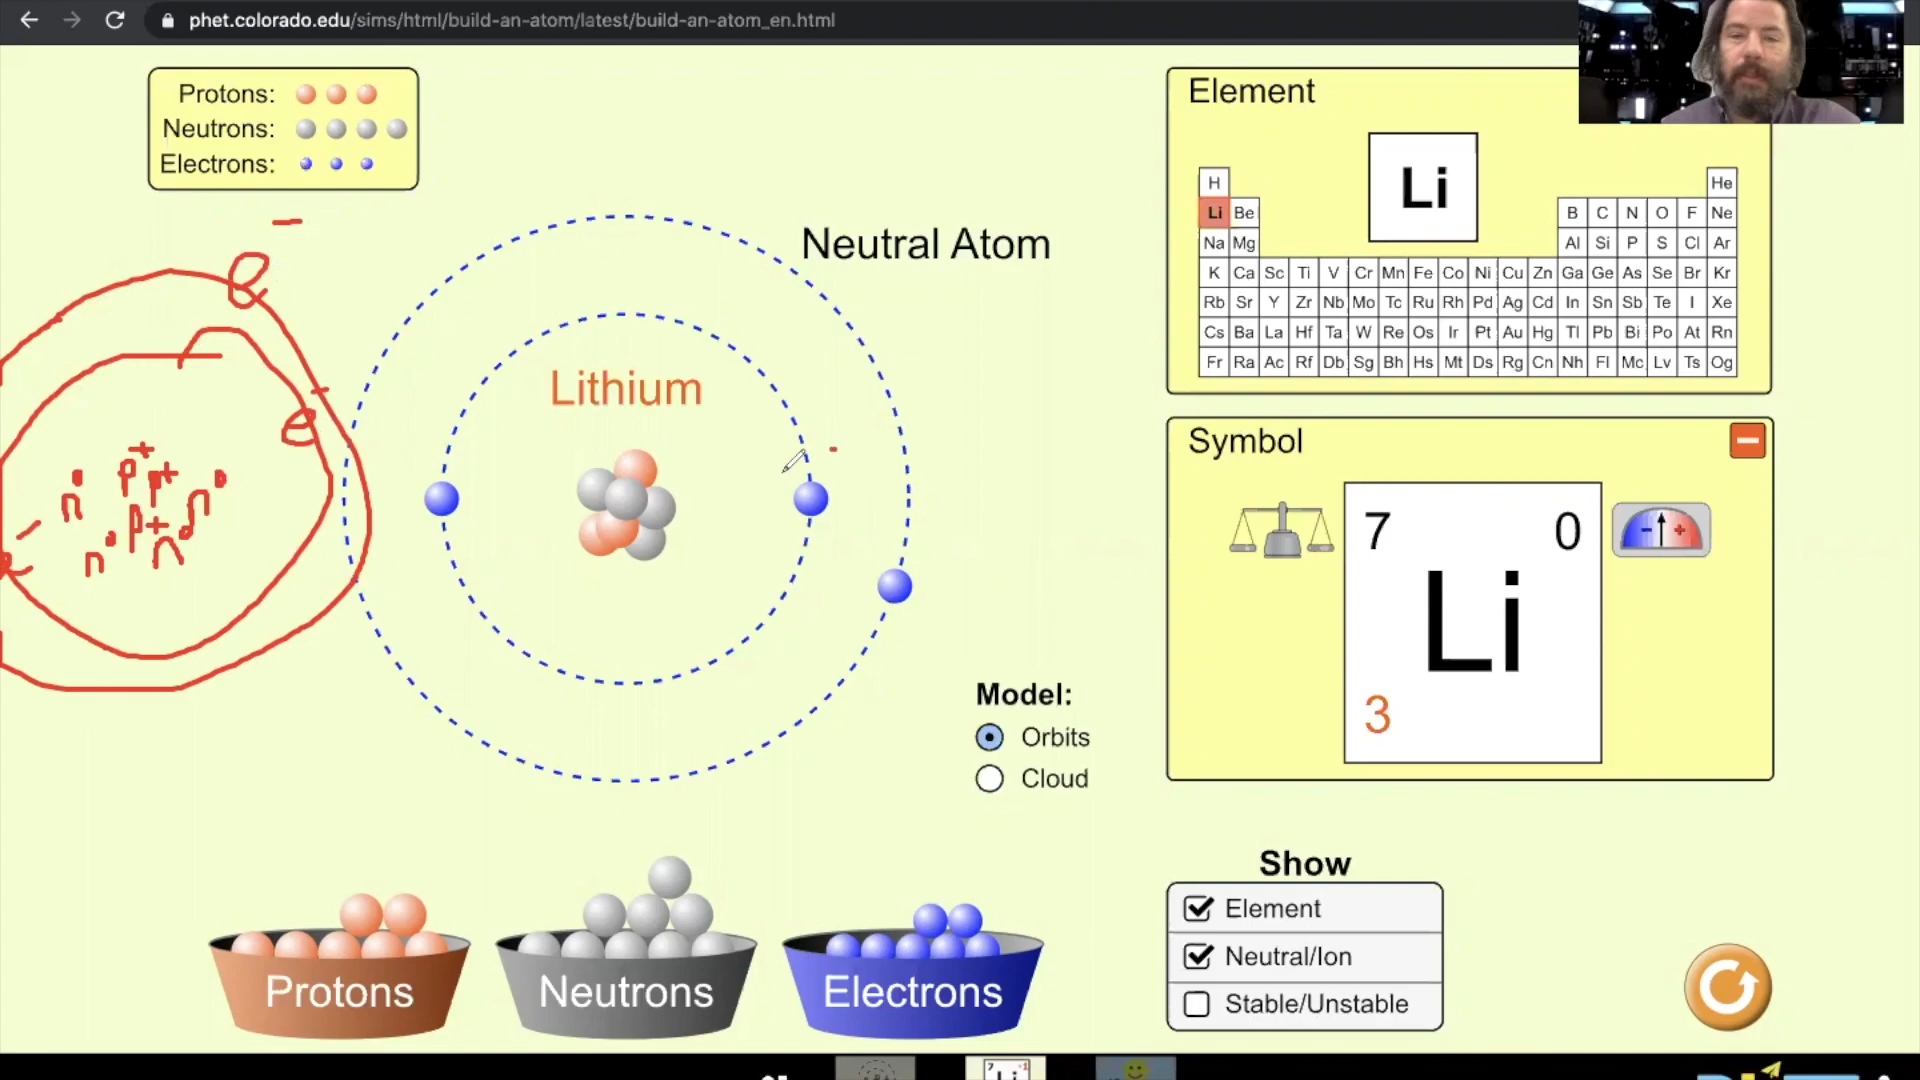 phet.colorado.edu/sims/html/build-an-atom/latest/build-an-atom_en.html
Protons:
Neutrons:
Electrons:
Neutral Atom
Lithium
e -
e -
e -
p+ p+
n° n°
p+
n° n°
Model:
Orbits
Cloud
Protons
Neutrons
Electrons
Element
Li
H He
Li Be B C N O F Ne
Na Mg Al Si P S Cl Ar
K Ca Sc Ti V Cr Mn Fe Co Ni Cu Zn Ga Ge As Se Br Kr
Rb Sr Y Zr Nb Mo Tc Ru Rh Pd Ag Cd In Sn Sb Te I Xe
Cs Ba La Hf Ta W Re Os Ir Pt Au Hg Tl Pb Bi Po At Rn
Fr Ra Ac Rf Db Sg Bh Hs Mt Ds Rg Cn Nh Fl Mc Lv Ts Og
Symbol
7 0
- +
Li
3
Show
Element
Neutral/Ion
Stable/Unstable
7 -1
Li